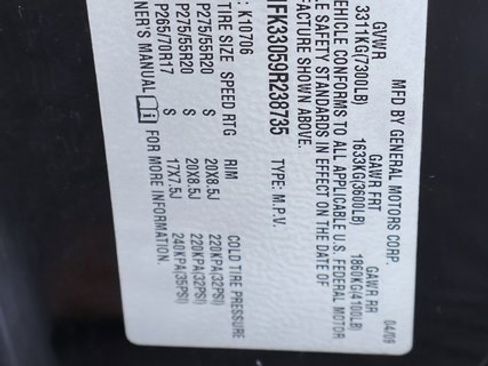 MFD BY GENERAL MOTORS CORP. 04/09
GVWR GAWR FRT GAWR RR
3311KG(7300LB) 1633KG(3600LB) 1860KG(4100LB)
VEHICLE CONFORMS TO ALL APPLICABLE U.S. FEDERAL MOTOR
LE SAFETY STANDARDS IN EFFECT ON THE DATE OF
FACTURE SHOWN ABOVE.
FK33059R238735 TYPE: M.P.V.
: K10706
TIRE SIZE SPEED RTG RIM COLD TIRE PRESSURE
P275/55R20 S 20X8.5J 220KPA(32PSI)
P275/55R20 S 20X8.5J 220KPA(32PSI)
P265/70R17 S 17X7.5J 240KPA(35PSI)
NER'S MANUAL FOR MORE INFORMATION.